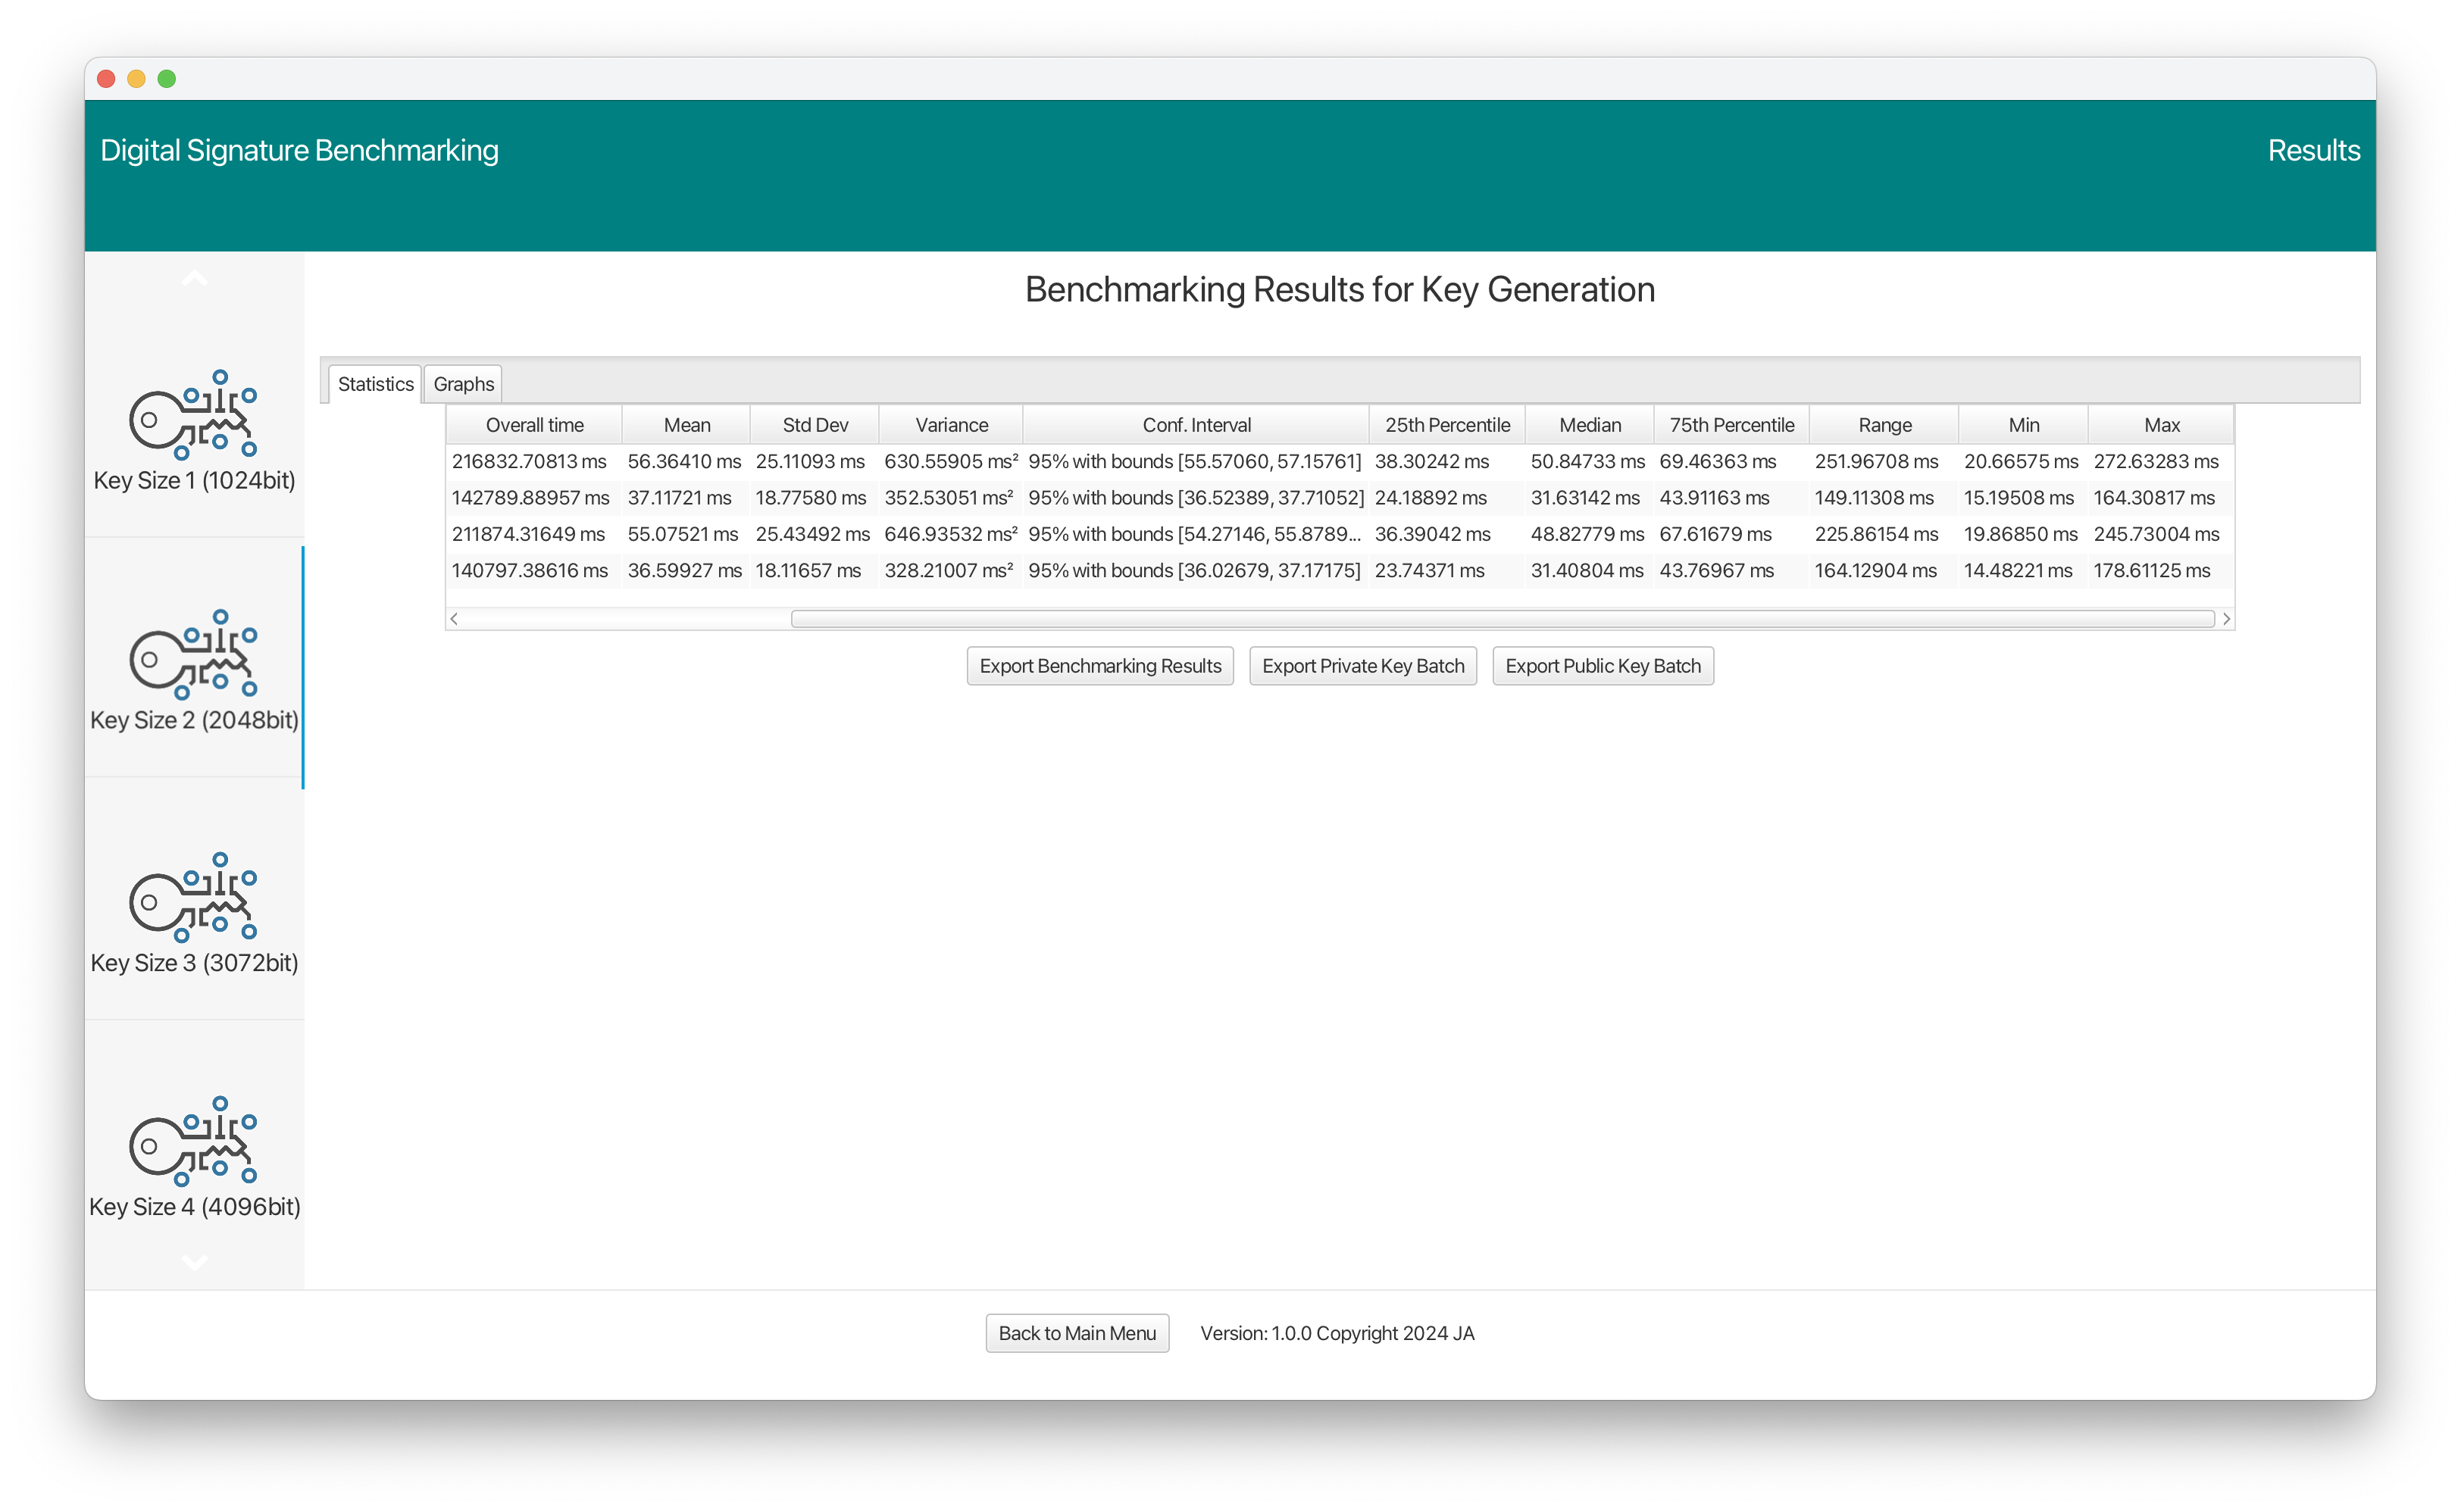 Digital Signature Benchmarking
Results
Key Size 1 (1024bit)
Key Size 2 (2048bit)
Key Size 3 (3072bit)
Key Size 4 (4096bit)
Benchmarking Results for Key Generation
Statistics Graphs
Overall time Mean Std Dev Variance Conf. Interval 25th Percentile Median 75th Percentile Range Min Max
216832.70813 ms 56.36410 ms 25.11093 ms 630.55905 ms² 95% with bounds [55.57060, 57.15761] 38.30242 ms 50.84733 ms 69.46363 ms 251.96708 ms 20.66575 ms 272.63283 ms
142789.88957 ms 37.11721 ms 18.77580 ms 352.53051 ms² 95% with bounds [36.52389, 37.71052] 24.18892 ms 31.63142 ms 43.91163 ms 149.11308 ms 15.19508 ms 164.30817 ms
211874.31649 ms 55.07521 ms 25.43492 ms 646.93532 ms² 95% with bounds [54.27146, 55.8789... 36.39042 ms 48.82779 ms 67.61679 ms 225.86154 ms 19.86850 ms 245.73004 ms
140797.38616 ms 36.59927 ms 18.11657 ms 328.21007 ms² 95% with bounds [36.02679, 37.17175] 23.74371 ms 31.40804 ms 43.76967 ms 164.12904 ms 14.48221 ms 178.61125 ms
Export Benchmarking Results Export Private Key Batch Export Public Key Batch
Back to Main Menu Version: 1.0.0 Copyright 2024 JA